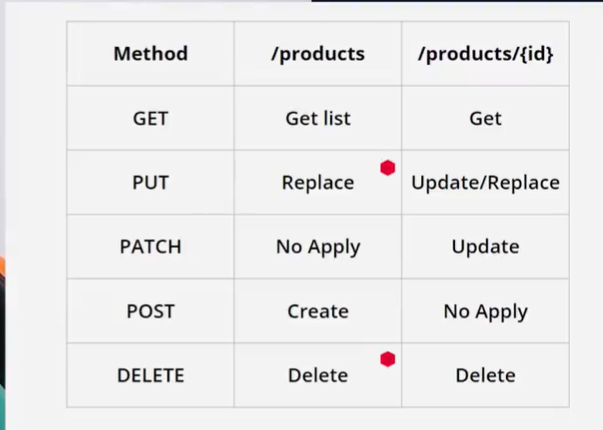 Method /products /products/{id}
GET Get list Get
PUT Replace Update/Replace
PATCH No Apply Update
POST Create No Apply
DELETE Delete Delete